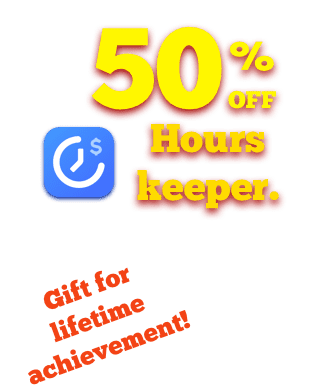 50%
OFF
Hours
keeper.
$
Gift for
lifetime
achievement!